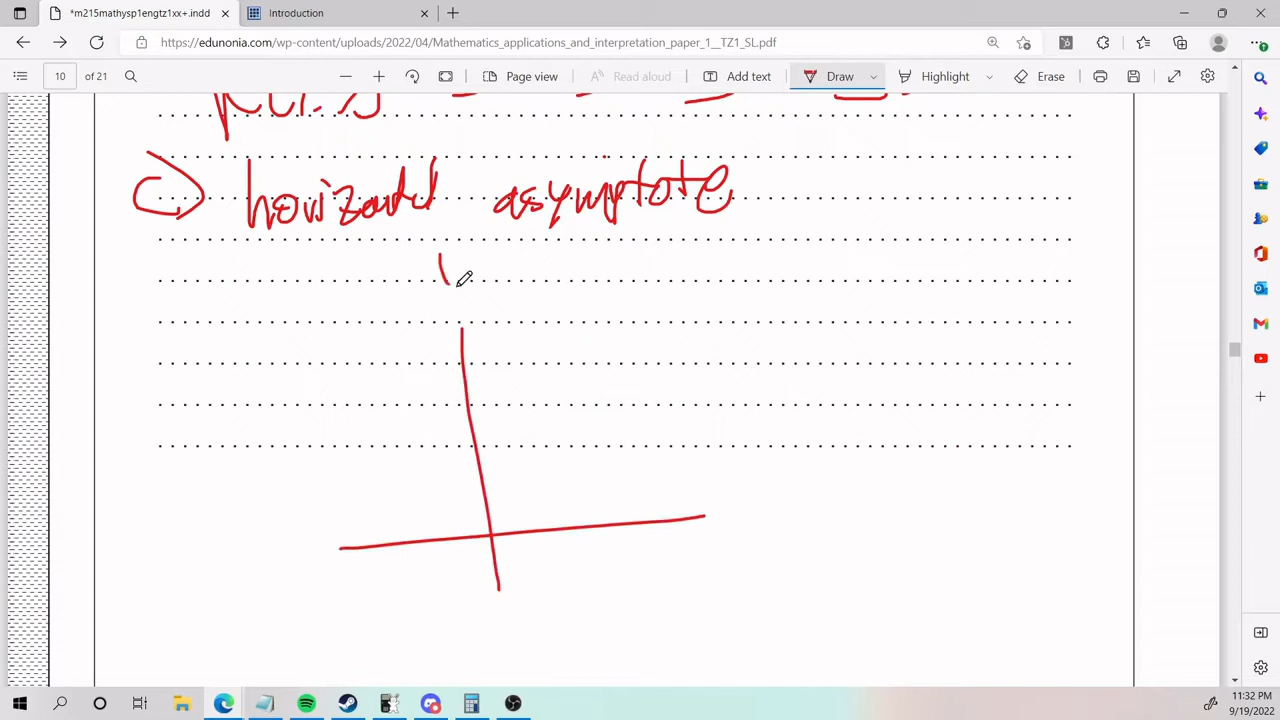 *m215mathysp1engtz1xx+.indd
Introduction
https://edunonia.com/wp-content/uploads/2022/04/Mathematics_applications_and_interpretation_paper_1__TZ1_SL.pdf
10 of 21 Page view Read aloud Add text Draw Highlight Erase
c) horizontal asymptote
11:32 PM
9/19/2022